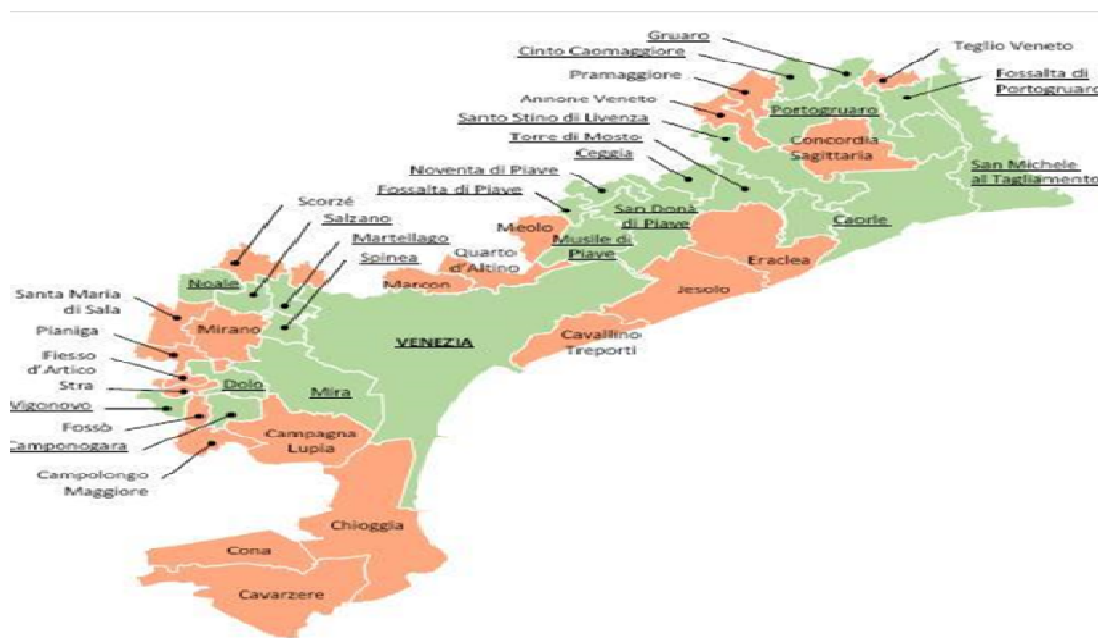 Gruaro
Cinto Caomaggiore
Teglio Veneto
Pramaggiore
Fossalta di
Portogruaro
Annone Veneto
Portogruaro
Santo Stino di Livenza
Torre di Mosto
Concordia
Sagittaria
Ceggia
San Michele
al Tagliamento
Noventa di Piave
Fossalta di Piave
San Donà
di Piave
Caorle
Scorzé
Salzano
Meolo
Martellago
Musile di
Piave
Quarto
d'Altino
Spinea
Eraclea
Noale
Marcon
Jesolo
Santa Maria
di Sala
Mirano
Pianiga
VENEZIA
Cavallino
Treporti
Fiesso
d'Artico
Stra
Dolo
Mira
Vigonovo
Fossò
Campagna
Lupia
Camponogara
Campolongo
Maggiore
Chioggia
Cona
Cavarzere